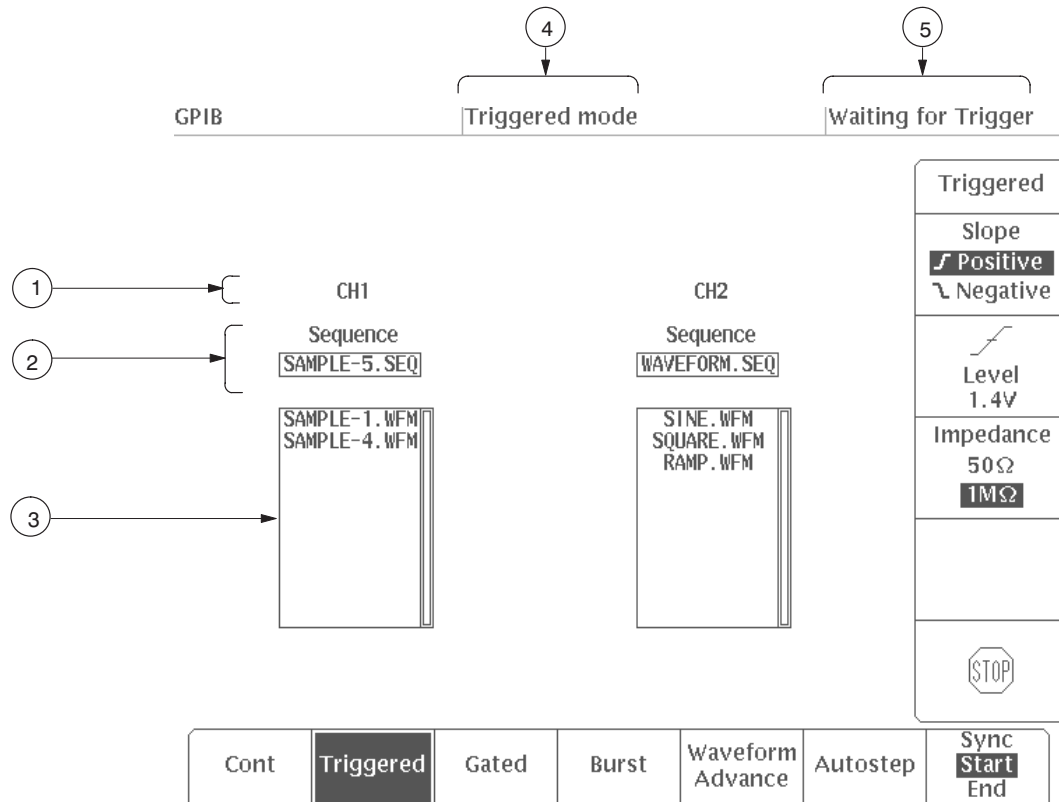 4
5
GPIB
Triggered mode
Waiting for Trigger
Triggered
Slope
Positive
Negative
1
CH1
CH2
2
Sequence
Sequence
SAMPLE-5.SEQ
WAVEFORM.SEQ
Level
1.4V
3
SAMPLE-1.WFM
SAMPLE-4.WFM
SINE.WFM
SQUARE.WFM
RAMP.WFM
Impedance
50Ω
1MΩ
STOP
Cont
Triggered
Gated
Burst
Waveform
Advance
Autostep
Sync
Start
End